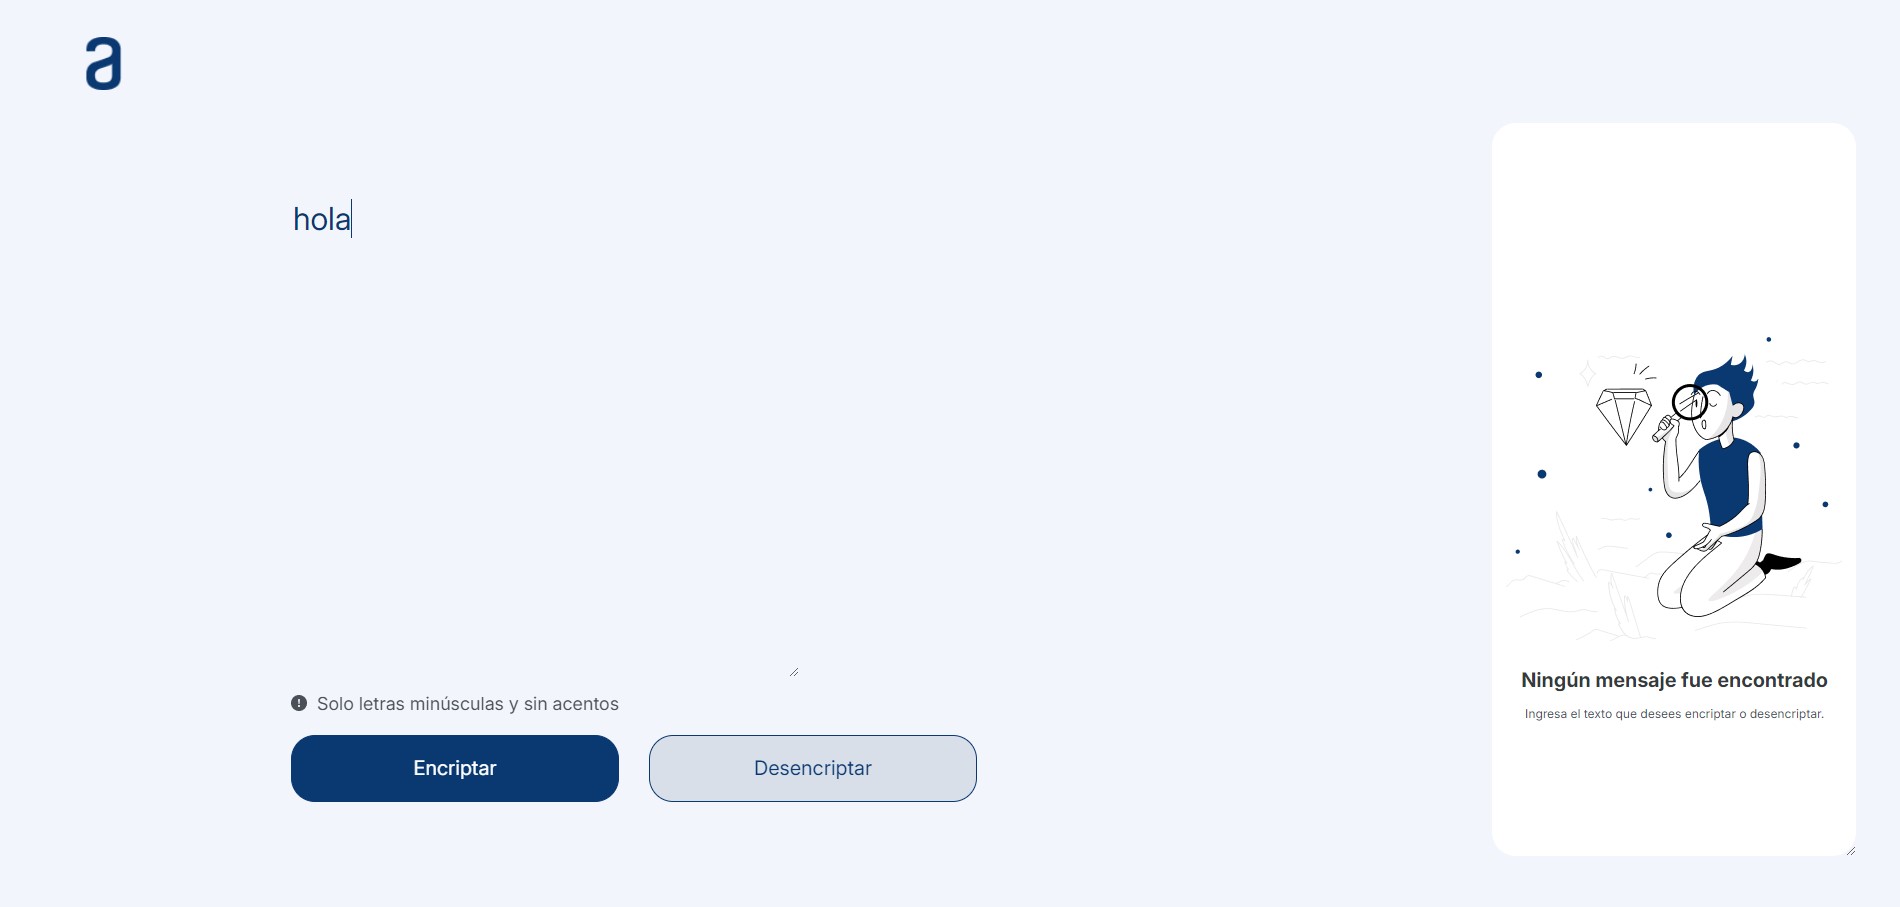 a
hola
Solo letras minúsculas y sin acentos
Encriptar
Desencriptar
Ningún mensaje fue encontrado
Ingresa el texto que desees encriptar o desencriptar.